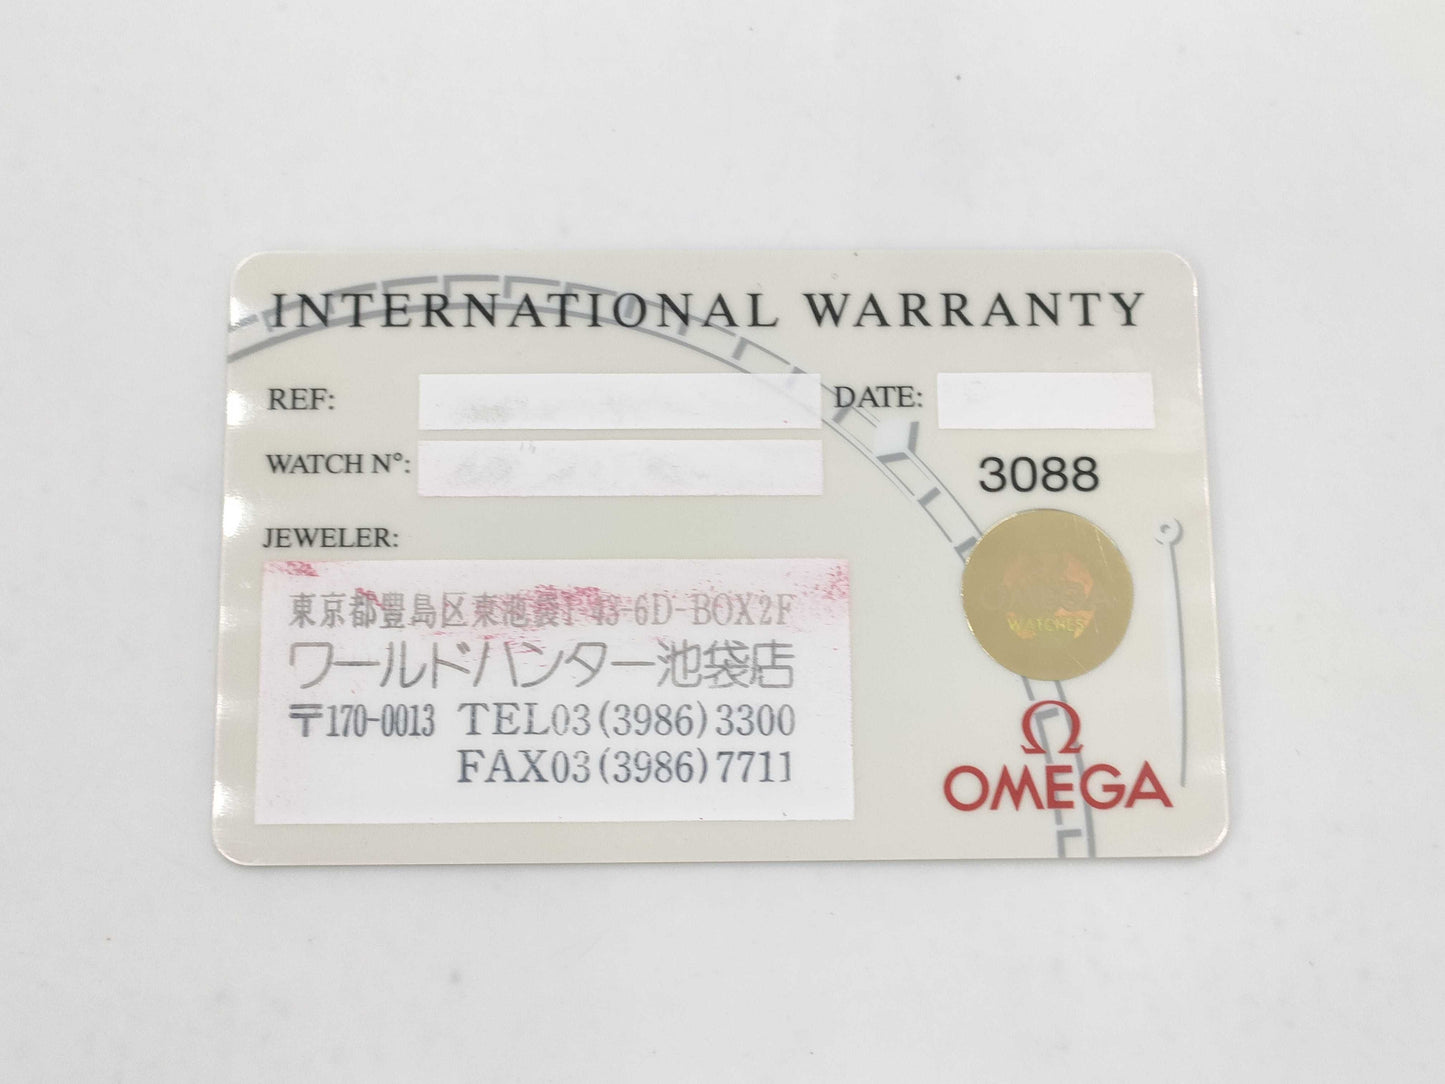 INTERNATIONAL WARRANTY
REF:
DATE:
WATCH N°:
3088
JEWELER:
東京都豊島区東池袋1-43-6D-BOX2F
ワールドハンター池袋店
〒170-0013 TEL03(3986)3300
FAX03(3986)7711
WATCHES
Ω
OMEGA